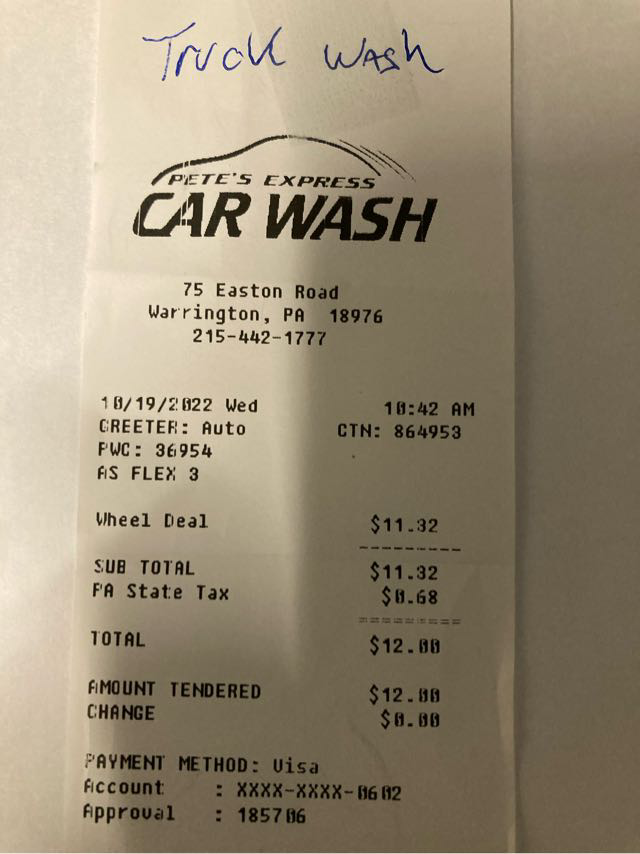 Truck Wash
PETE'S EXPRESS
CAR WASH
75 Easton Road
Warrington, PA 18976
215-442-1777
10/19/2022 Wed 10:42 AM
GREETER: Auto CTN: 864953
PWC: 36954
AS FLEX 3
Wheel Deal $11.32
----------
SUB TOTAL $11.32
PA State Tax $0.68
==========
TOTAL $12.00
AMOUNT TENDERED $12.00
CHANGE $0.00
PAYMENT METHOD: Visa
Account : XXXX-XXXX-0602
Approval : 185706